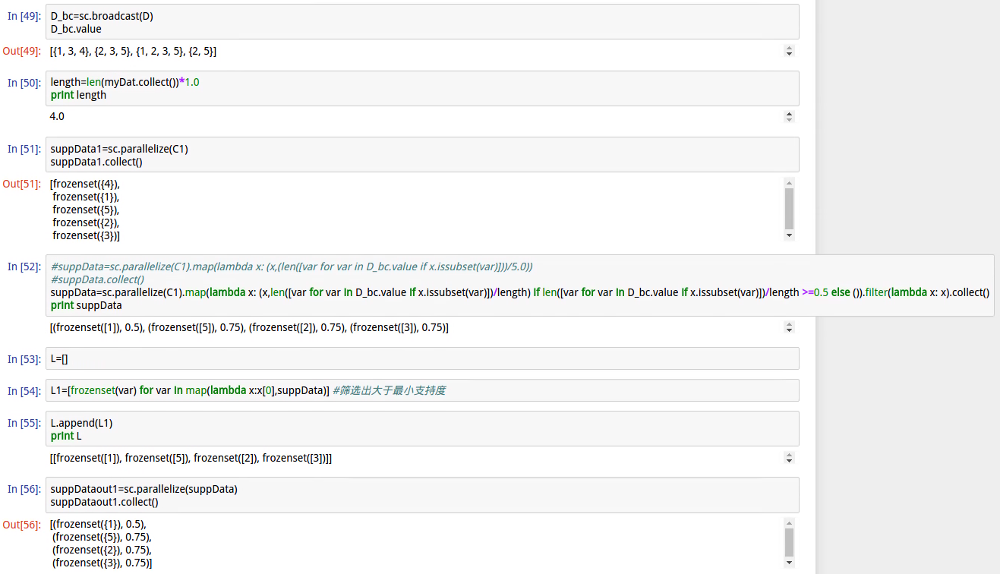 In [49]:
D_bc=sc.broadcast(D)
D_bc.value
Out[49]:
[{1, 3, 4}, {2, 3, 5}, {1, 2, 3, 5}, {2, 5}]
In [50]:
length=len(myDat.collect())*1.0
print length
4.0
In [51]:
suppData1=sc.parallelize(C1)
suppData1.collect()
Out[51]:
[frozenset({4}),
frozenset({1}),
frozenset({5}),
frozenset({2}),
frozenset({3})]
In [52]:
#suppData=sc.parallelize(C1).map(lambda x: (x,(len([var for var in D_bc.value if x.issubset(var)]))/5.0))
#suppData.collect()
suppData=sc.parallelize(C1).map(lambda x: (x,len([var for var in D_bc.value if x.issubset(var)])/length) if len([var for var in D_bc.value if x.issubset(var)])/length >=0.5 else ()).filter(lambda x: x).collect()
print suppData
[(frozenset([1]), 0.5), (frozenset([5]), 0.75), (frozenset([2]), 0.75), (frozenset([3]), 0.75)]
In [53]:
L=[]
In [54]:
L1=[frozenset(var) for var in map(lambda x:x[0],suppData)] #筛选出大于最小支持度
In [55]:
L.append(L1)
print L
[[frozenset([1]), frozenset([5]), frozenset([2]), frozenset([3])]]
In [56]:
suppDataout1=sc.parallelize(suppData)
suppDataout1.collect()
Out[56]:
[(frozenset({1}), 0.5),
(frozenset({5}), 0.75),
(frozenset({2}), 0.75),
(frozenset({3}), 0.75)]